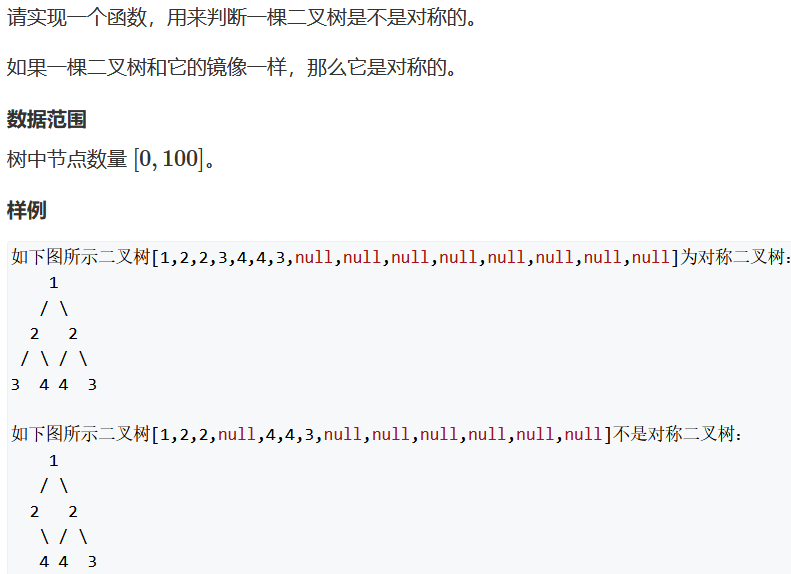 请实现一个函数，用来判断一棵二叉树是不是对称的。
如果一棵二叉树和它的镜像一样，那么它是对称的。
数据范围
树中节点数量 [0, 100]。
样例
如下图所示二叉树[1,2,2,3,4,4,3,null,null,null,null,null,null,null,null]为对称二叉树：
    1
   / \
  2   2
 / \ / \
3  4 4  3
如下图所示二叉树[1,2,2,null,4,4,3,null,null,null,null,null,null]不是对称二叉树：
    1
   / \
  2   2
   \ / \
   4 4  3